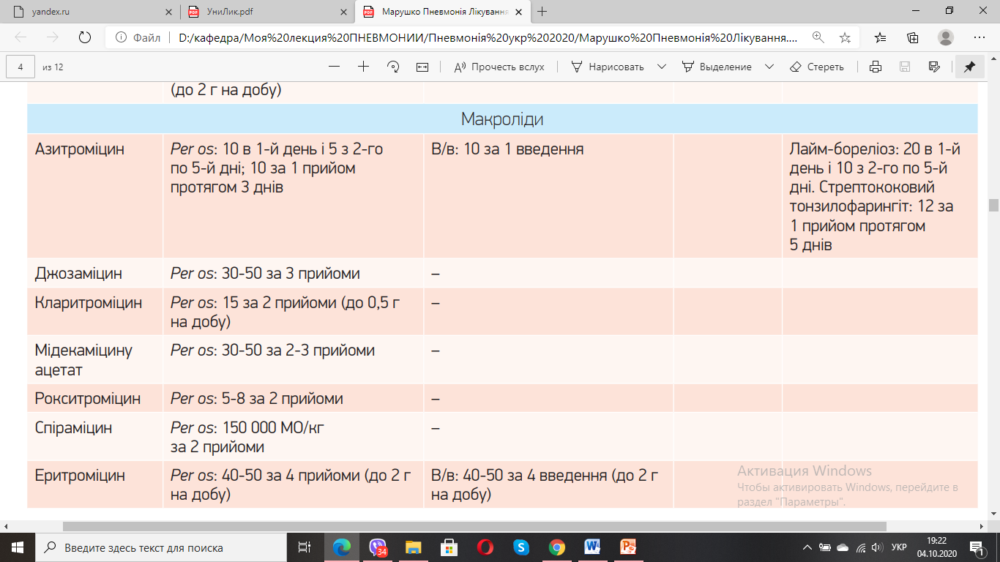 yandex.ru
УниЛик.pdf
Марушко Пневмонія Лікування
Файл
D:/кафедра/Моя%20лекция%20ПНЕВМОНИИ/Пневмонія%20укр%202020/Марушко%20Пневмонія%20Лікування....
4 из 12
Прочесть вслух
Нарисовать
Выделение
Стереть
(до 2 г на добу)
Макроліди
Азитроміцин
Per os: 10 в 1-й день і 5 з 2-го
по 5-й дні; 10 за 1 прийом
протягом 3 днів
В/в: 10 за 1 введення
Лайм-бореліоз: 20 в 1-й
день і 10 з 2-го по 5-й
дні. Стрептококовий
тонзилофарингіт: 12 за
1 прийом протягом
5 днів
Джозаміцин
Per os: 30-50 за 3 прийоми
–
Кларитроміцин
Per os: 15 за 2 прийоми (до 0,5 г
на добу)
–
Мідекаміцину
ацетат
Per os: 30-50 за 2-3 прийоми
–
Рокситроміцин
Per os: 5-8 за 2 прийоми
–
Спіраміцин
Per os: 150 000 МО/кг
за 2 прийоми
–
Еритроміцин
Per os: 40-50 за 4 прийоми (до 2 г
на добу)
В/в: 40-50 за 4 введення (до 2 г
на добу)
Активация Windows
Чтобы активировать Windows, перейдите в
раздел "Параметры".
Введите здесь текст для поиска
34
УКР
19:22
04.10.2020
1